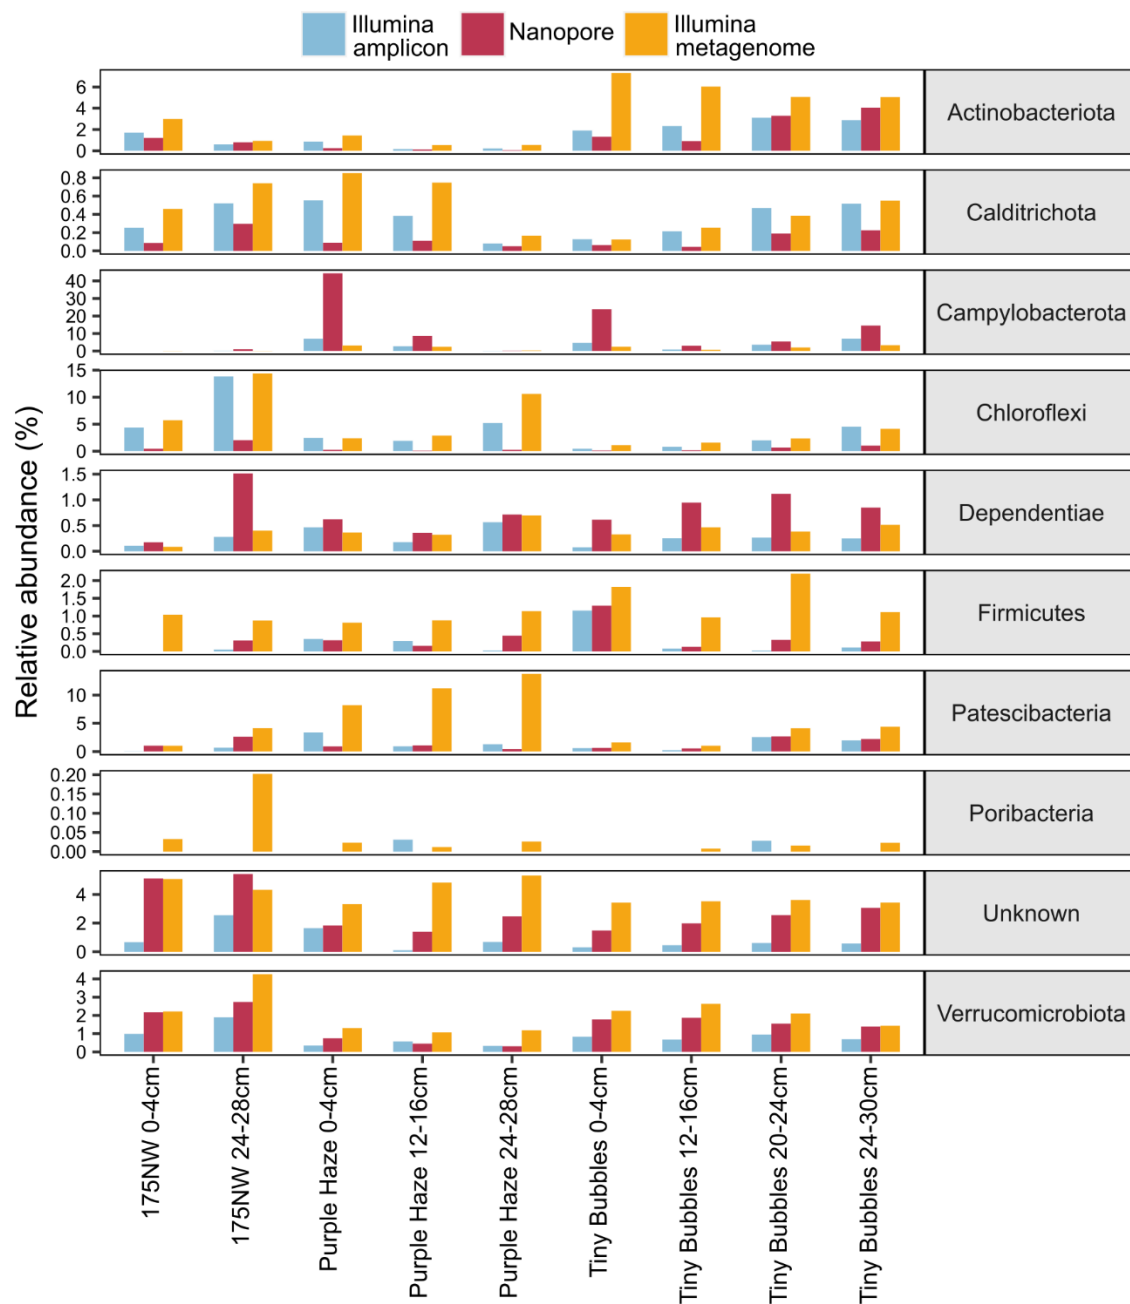 Illumina
amplicon
Nanopore
Illumina
metagenome
Relative abundance (%)
6
4
2
0
Actinobacteriota
0.8
0.6
0.4
0.2
0.0
Calditrichota
40
30
20
10
0
Campylobacterota
15
10
5
0
Chloroflexi
1.5
1.0
0.5
0.0
Dependentiae
2.0
1.5
1.0
0.5
0.0
Firmicutes
10
5
0
Patescibacteria
0.20
0.15
0.10
0.05
0.00
Poribacteria
4
2
0
Unknown
4
3
2
1
0
Verrucomicrobiota
175NW 0-4cm
175NW 24-28cm
Purple Haze 0-4cm
Purple Haze 12-16cm
Purple Haze 24-28cm
Tiny Bubbles 0-4cm
Tiny Bubbles 12-16cm
Tiny Bubbles 20-24cm
Tiny Bubbles 24-30cm